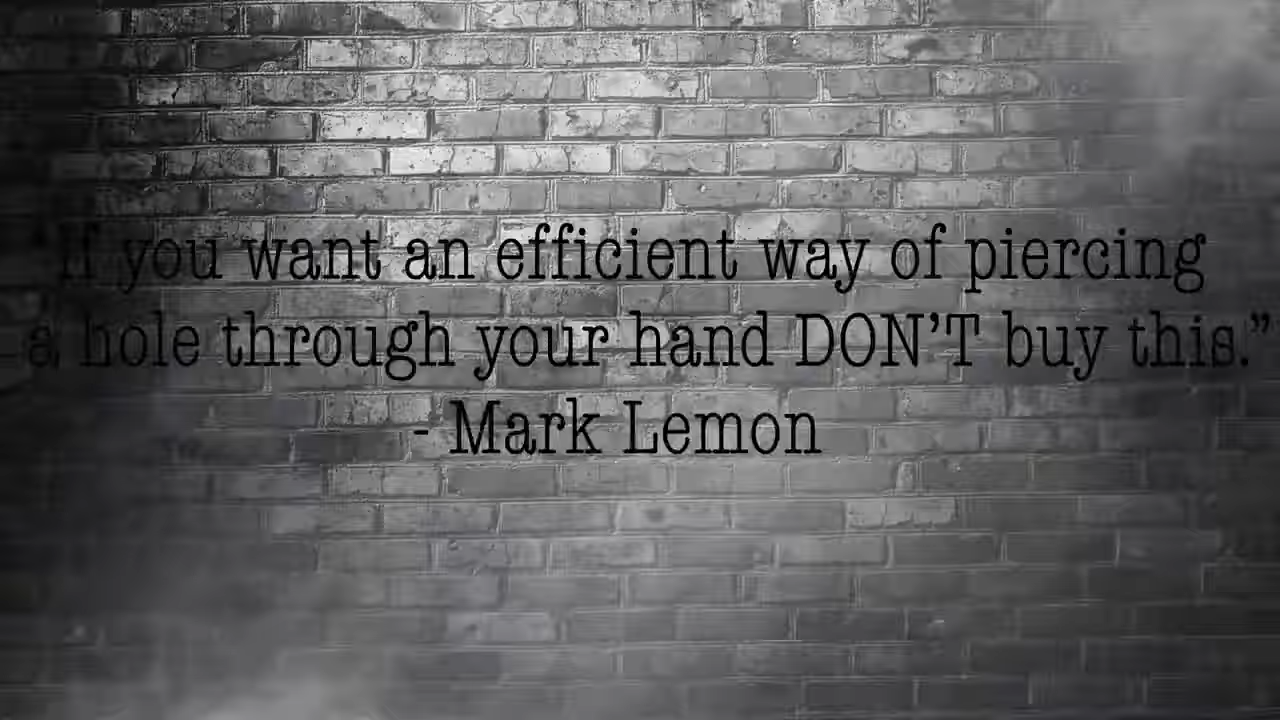 If you want an efficient way of piercing
a hole through your hand DON’T buy this.”
- Mark Lemon